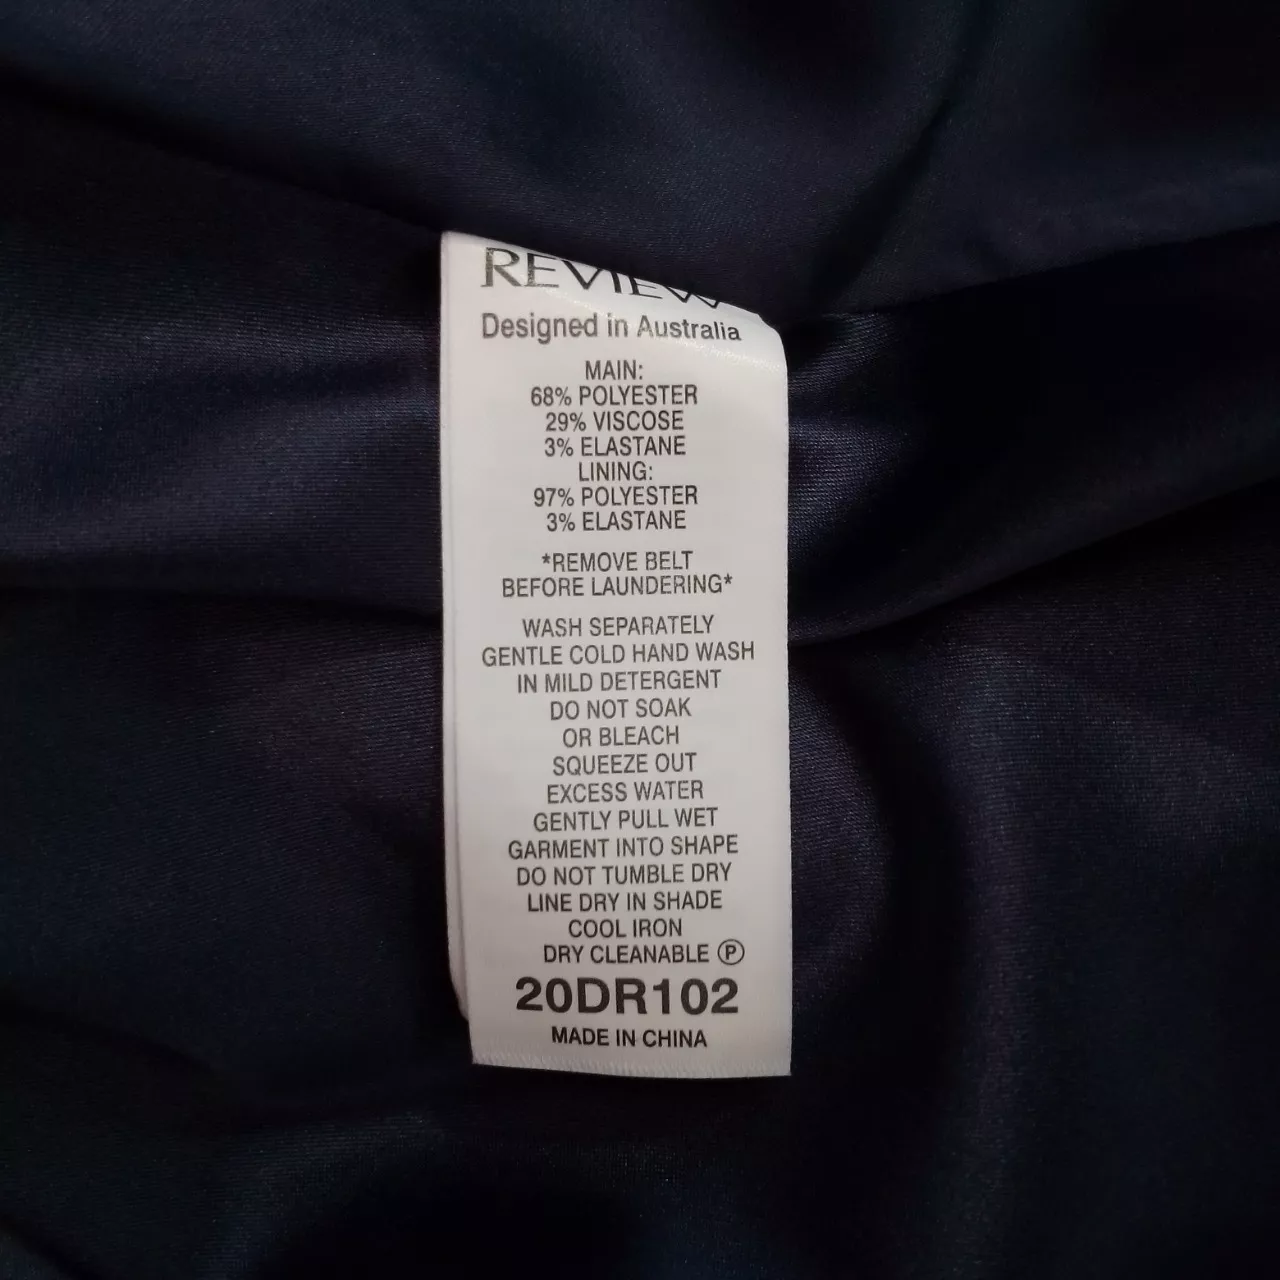 REVIEW
Designed in Australia
MAIN:
68% POLYESTER
29% VISCOSE
3% ELASTANE
LINING:
97% POLYESTER
3% ELASTANE
*REMOVE BELT
BEFORE LAUNDERING*
WASH SEPARATELY
GENTLE COLD HAND WASH
IN MILD DETERGENT
DO NOT SOAK
OR BLEACH
SQUEEZE OUT
EXCESS WATER
GENTLY PULL WET
GARMENT INTO SHAPE
DO NOT TUMBLE DRY
LINE DRY IN SHADE
COOL IRON
DRY CLEANABLE Ⓟ
20DR102
MADE IN CHINA